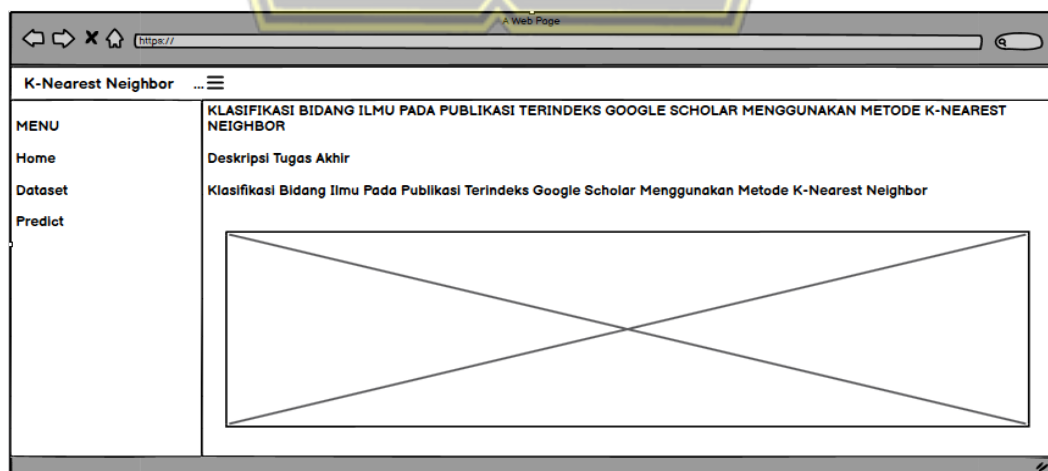 A Web Page
https://
K-Nearest Neighbor ...
MENU
Home
Dataset
Predict
KLASIFIKASI BIDANG ILMU PADA PUBLIKASI TERINDEKS GOOGLE SCHOLAR MENGGUNAKAN METODE K-NEAREST
NEIGHBOR
Deskripsi Tugas Akhir
Klasifikasi Bidang Ilmu Pada Publikasi Terindeks Google Scholar Menggunakan Metode K-Nearest Neighbor